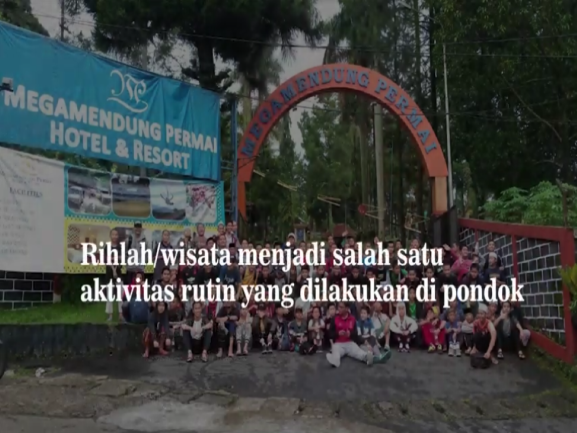 MEGAMENDUNG PERMAI
HOTEL & RESORT
MEGAMENDUNG PERMAI
Rihlah/wisata menjadi salah satu
aktivitas rutin yang dilakukan di pondok